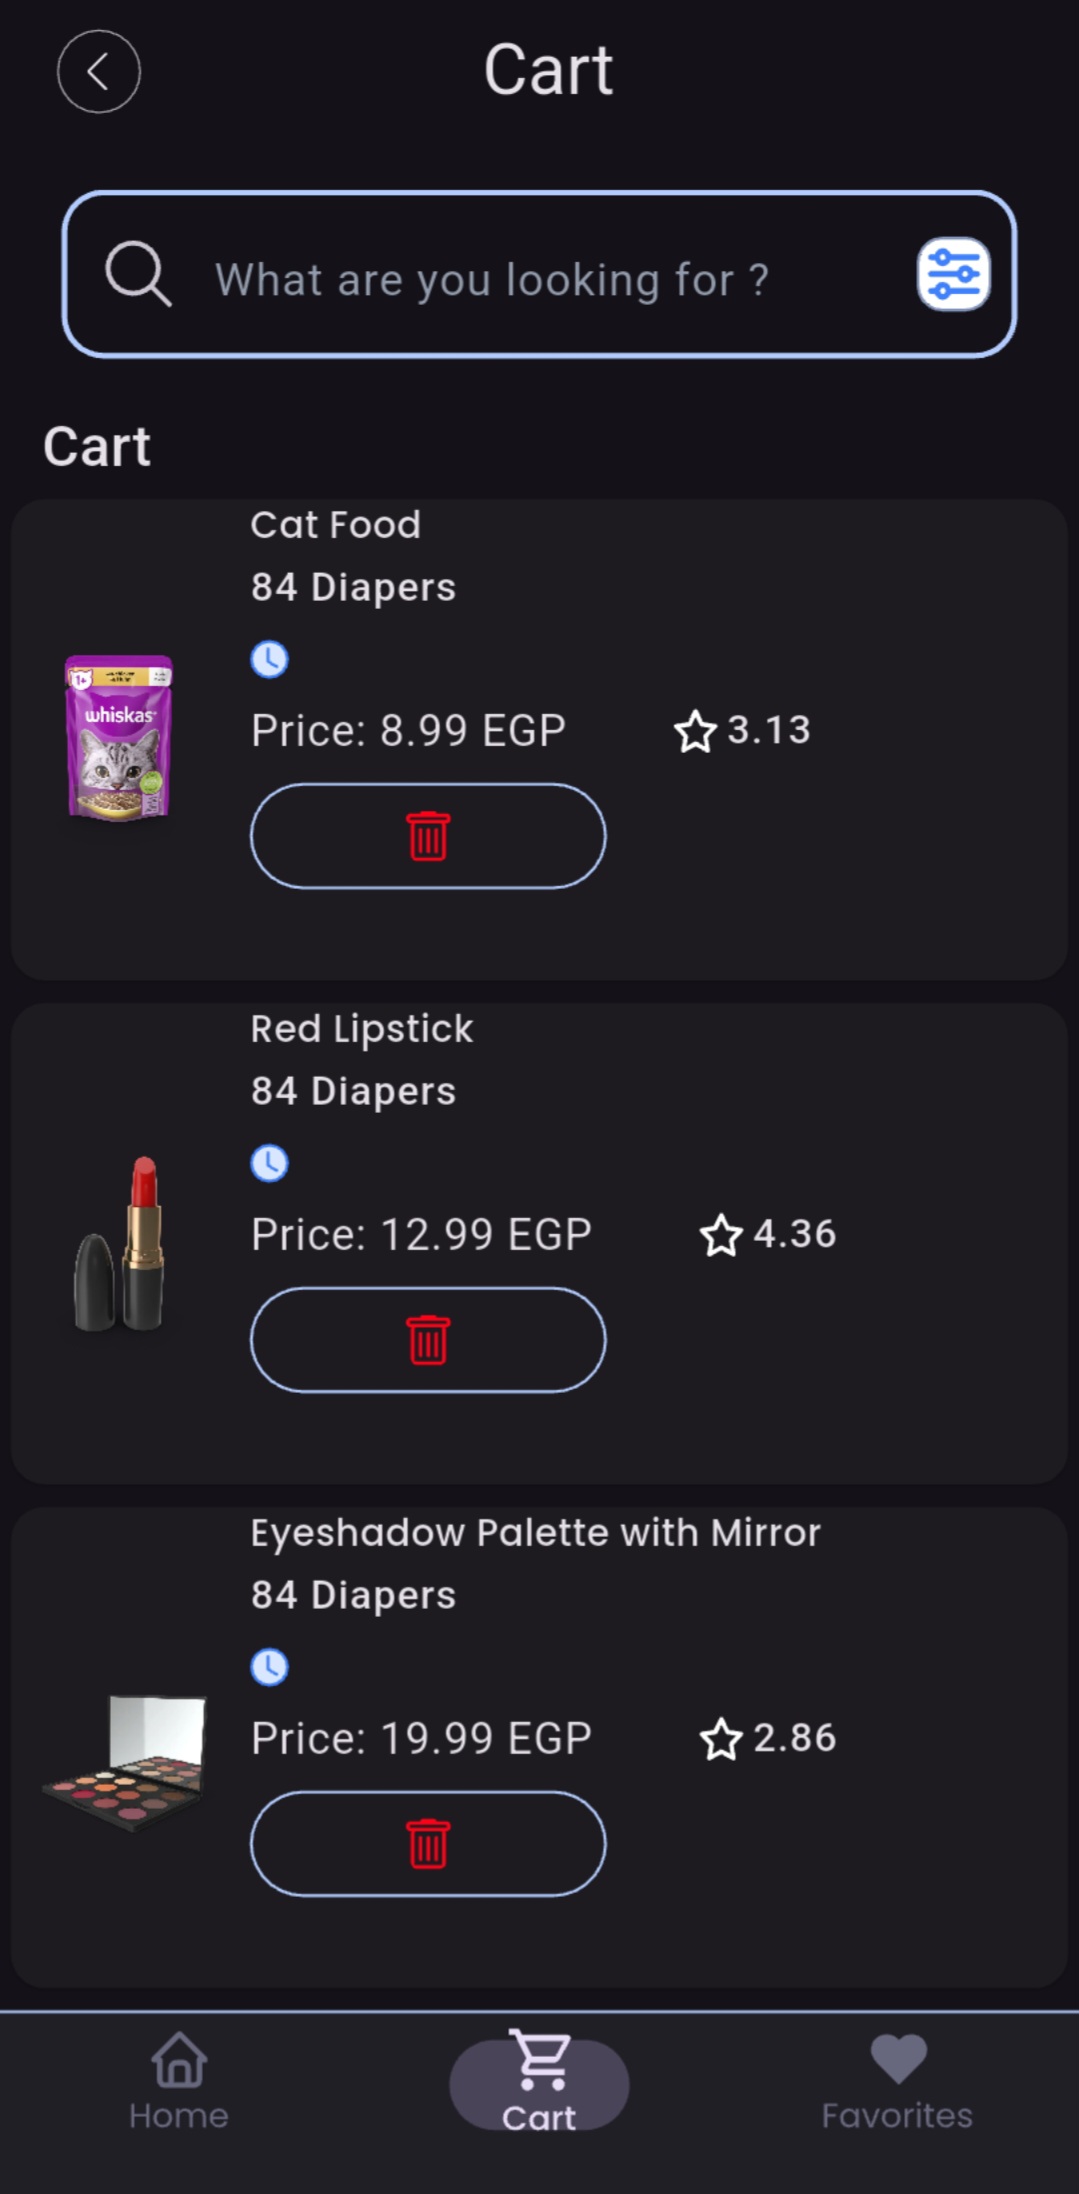 Cart
What are you looking for ?
Cart
Cat Food
84 Diapers
1+
whiskas
Price: 8.99 EGP
3.13
Red Lipstick
84 Diapers
Price: 12.99 EGP
4.36
Eyeshadow Palette with Mirror
84 Diapers
Price: 19.99 EGP
2.86
Home
Cart
Favorites